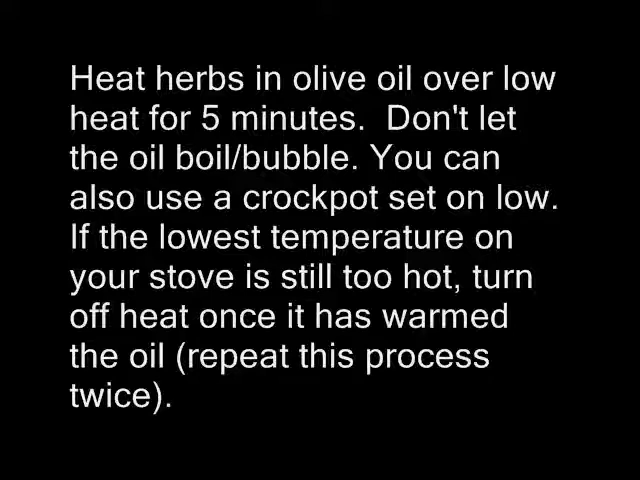 Heat herbs in olive oil over low
heat for 5 minutes.  Don't let
the oil boil/bubble. You can
also use a crockpot set on low.
If the lowest temperature on
your stove is still too hot, turn
off heat once it has warmed
the oil (repeat this process
twice).